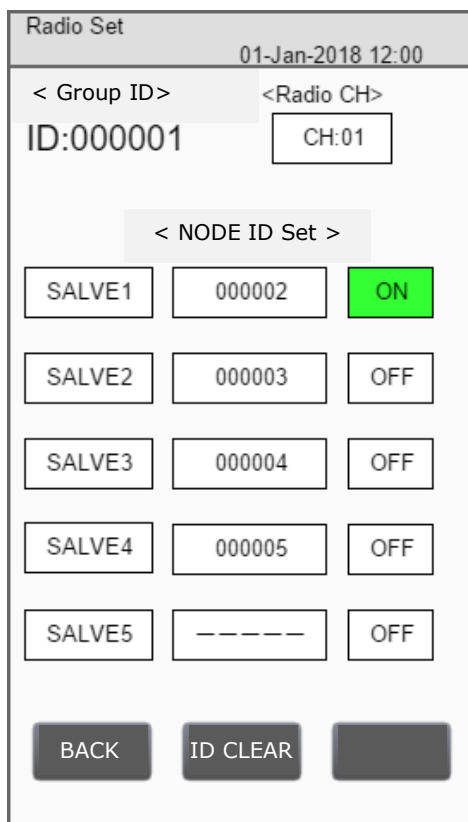 Radio Set
01-Jan-2018 12:00
< Group ID> <Radio CH>
ID:000001 CH:01
< NODE ID Set >
SALVE1 000002 ON
SALVE2 000003 OFF
SALVE3 000004 OFF
SALVE4 000005 OFF
SALVE5 ----- OFF
BACK ID CLEAR